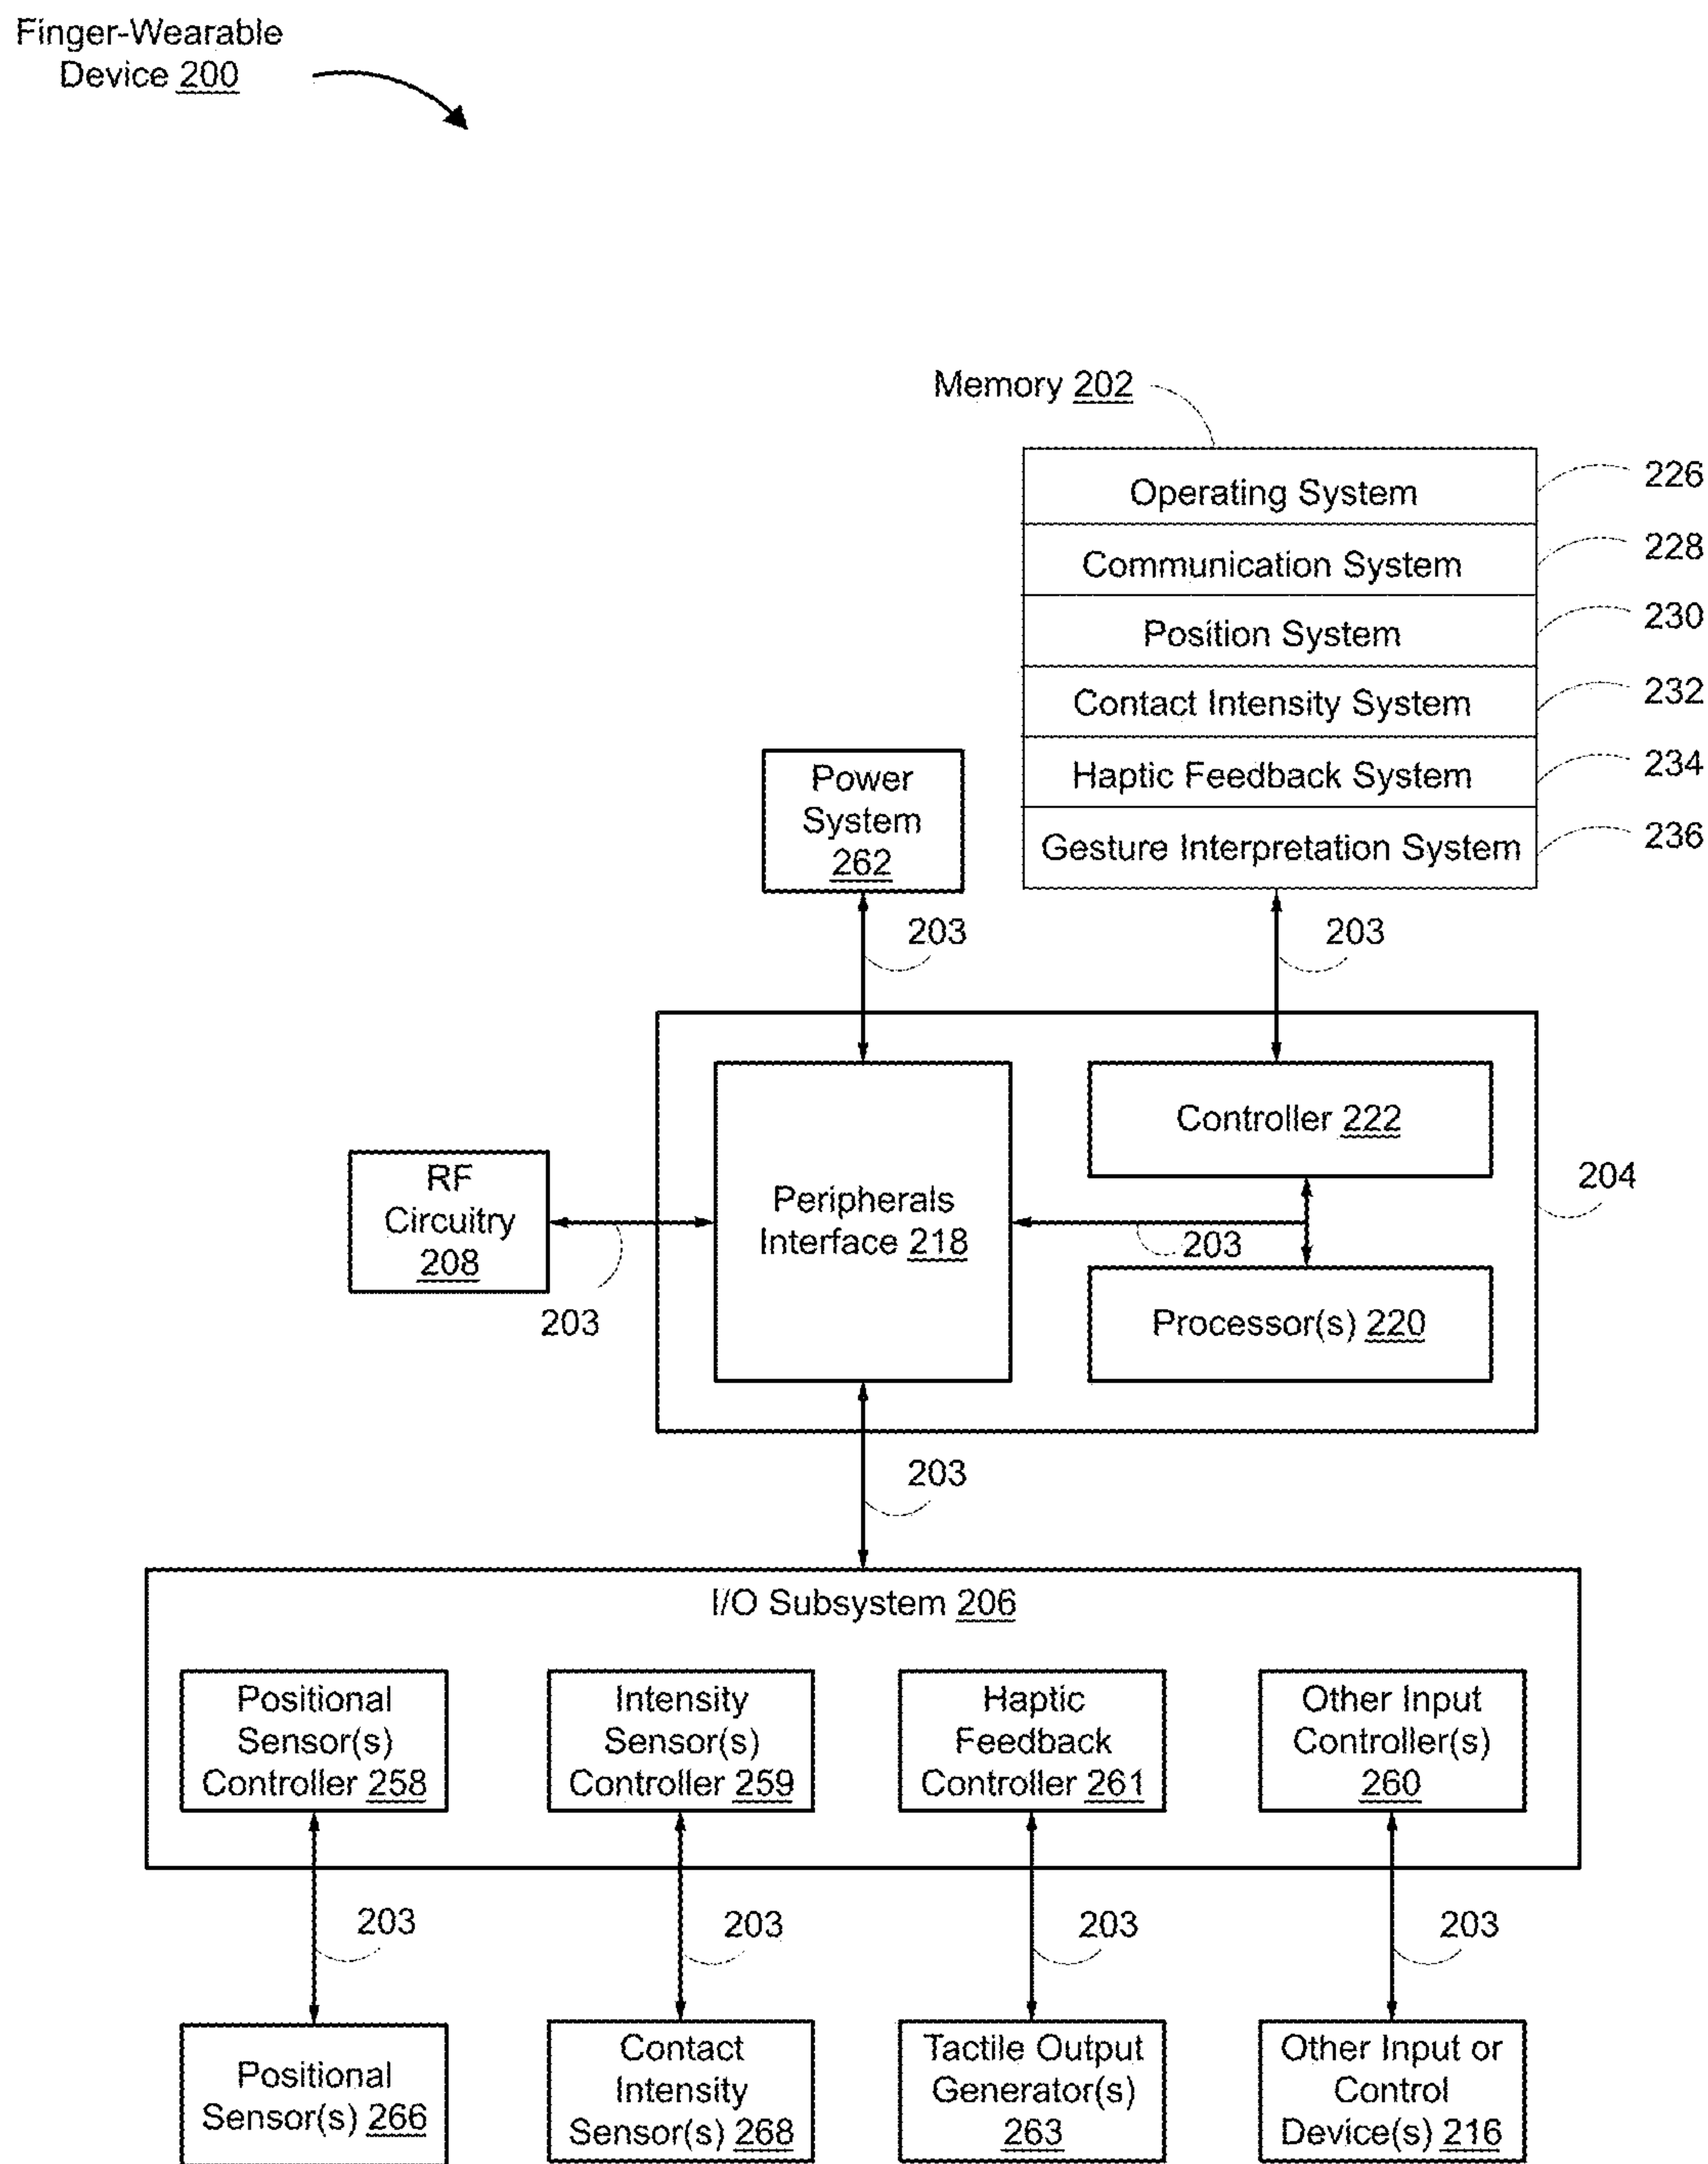 Finger-Wearable
Device 200
Memory 202
Operating System
226
Communication System
228
Position System
230
Contact Intensity System
232
Haptic Feedback System
234
Gesture Interpretation System
236
Power
System
262
203
203
Controller 222
204
RF
Circuitry
208
203
Peripherals
Interface 218
203
Processor(s) 220
203
I/O Subsystem 206
Positional
Sensor(s)
Controller 258
Intensity
Sensor(s)
Controller 259
Haptic
Feedback
Controller 261
Other Input
Controller(s)
260
203
203
203
203
Positional
Sensor(s) 266
Contact
Intensity
Sensor(s) 268
Tactile Output
Generator(s)
263
Other Input or
Control
Device(s) 216